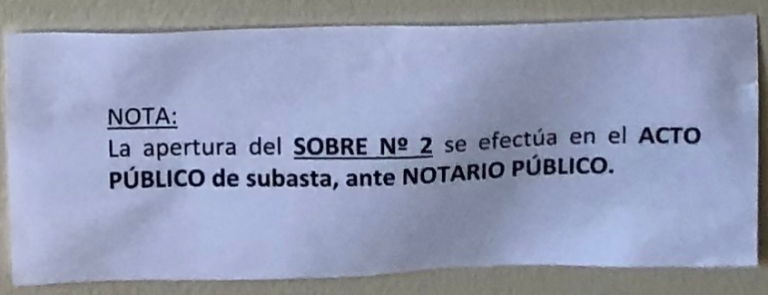 NOTA:
La apertura del SOBRE Nº 2 se efectúa en el ACTO
PÚBLICO de subasta, ante NOTARIO PÚBLICO.